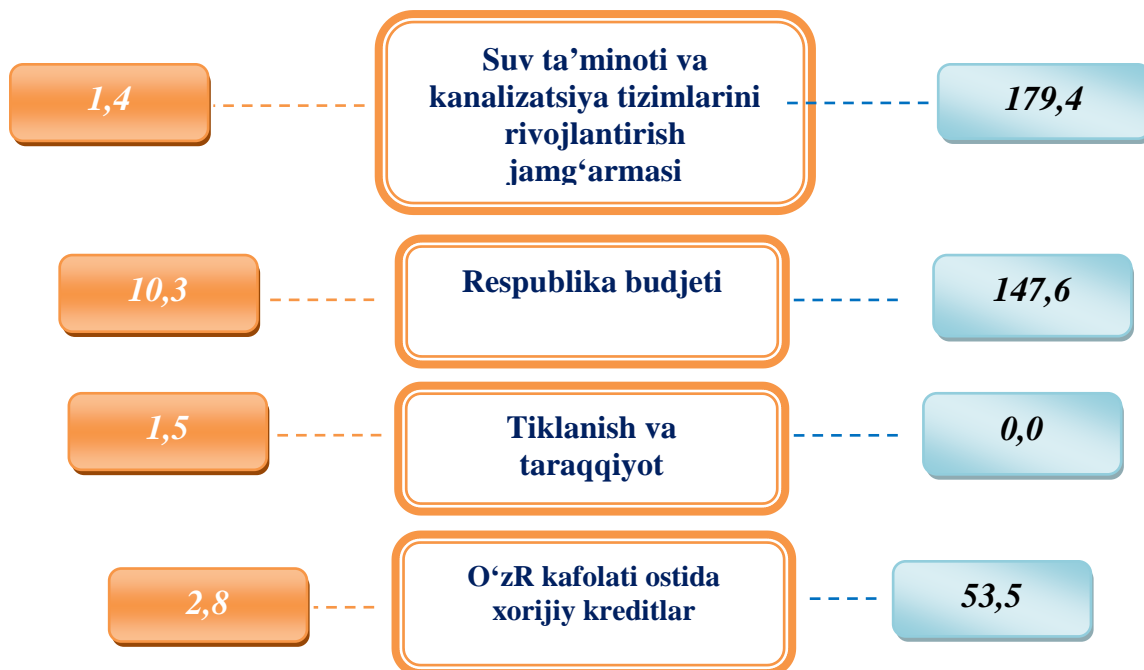 1,4
Suv ta’minoti va
kanalizatsiya tizimlarini
rivojlantirish
jamg‘armasi
179,4
10,3
Respublika budjeti
147,6
1,5
Tiklanish va
taraqqiyot
0,0
2,8
O‘zR kafolati ostida
xorijiy kreditlar
53,5